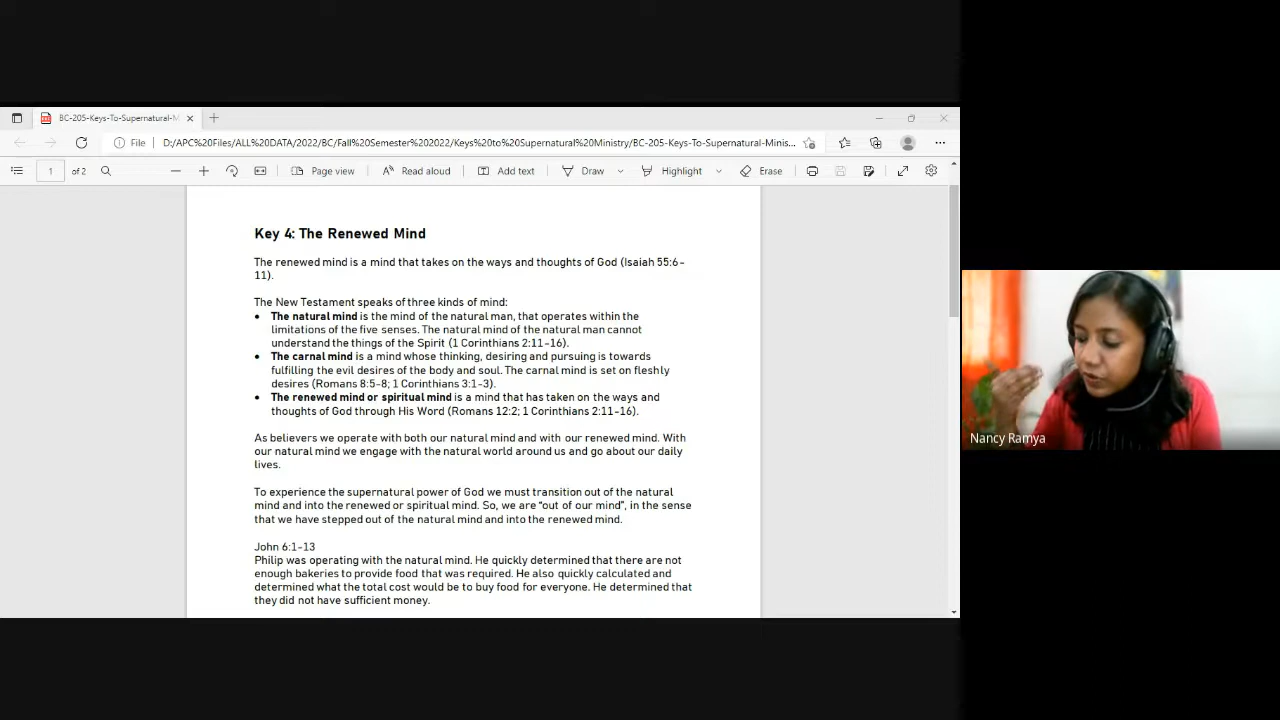 BC-205-Keys-To-Supernatural-M
File
D:/APC%20Files/ALL%20DATA/2022/BC/Fall%20Semester%202022/Keys%20to%20Supernatural%20Ministry/BC-205-Keys-To-Supernatural-Minis...
1 of 2
Page view
Read aloud
Add text
Draw
Highlight
Erase
Key 4: The Renewed Mind
The renewed mind is a mind that takes on the ways and thoughts of God (Isaiah 55:6-
11).
The New Testament speaks of three kinds of mind:
• The natural mind is the mind of the natural man, that operates within the
limitations of the five senses. The natural mind of the natural man cannot
understand the things of the Spirit (1 Corinthians 2:11-16).
• The carnal mind is a mind whose thinking, desiring and pursuing is towards
fulfilling the evil desires of the body and soul. The carnal mind is set on fleshly
desires (Romans 8:5-8; 1 Corinthians 3:1-3).
• The renewed mind or spiritual mind is a mind that has taken on the ways and
thoughts of God through His Word (Romans 12:2; 1 Corinthians 2:11-16).
As believers we operate with both our natural mind and with our renewed mind. With
our natural mind we engage with the natural world around us and go about our daily
lives.
To experience the supernatural power of God we must transition out of the natural
mind and into the renewed or spiritual mind. So, we are “out of our mind”, in the sense
that we have stepped out of the natural mind and into the renewed mind.
John 6:1-13
Philip was operating with the natural mind. He quickly determined that there are not
enough bakeries to provide food that was required. He also quickly calculated and
determined what the total cost would be to buy food for everyone. He determined that
they did not have sufficient money.
Nancy Ramya